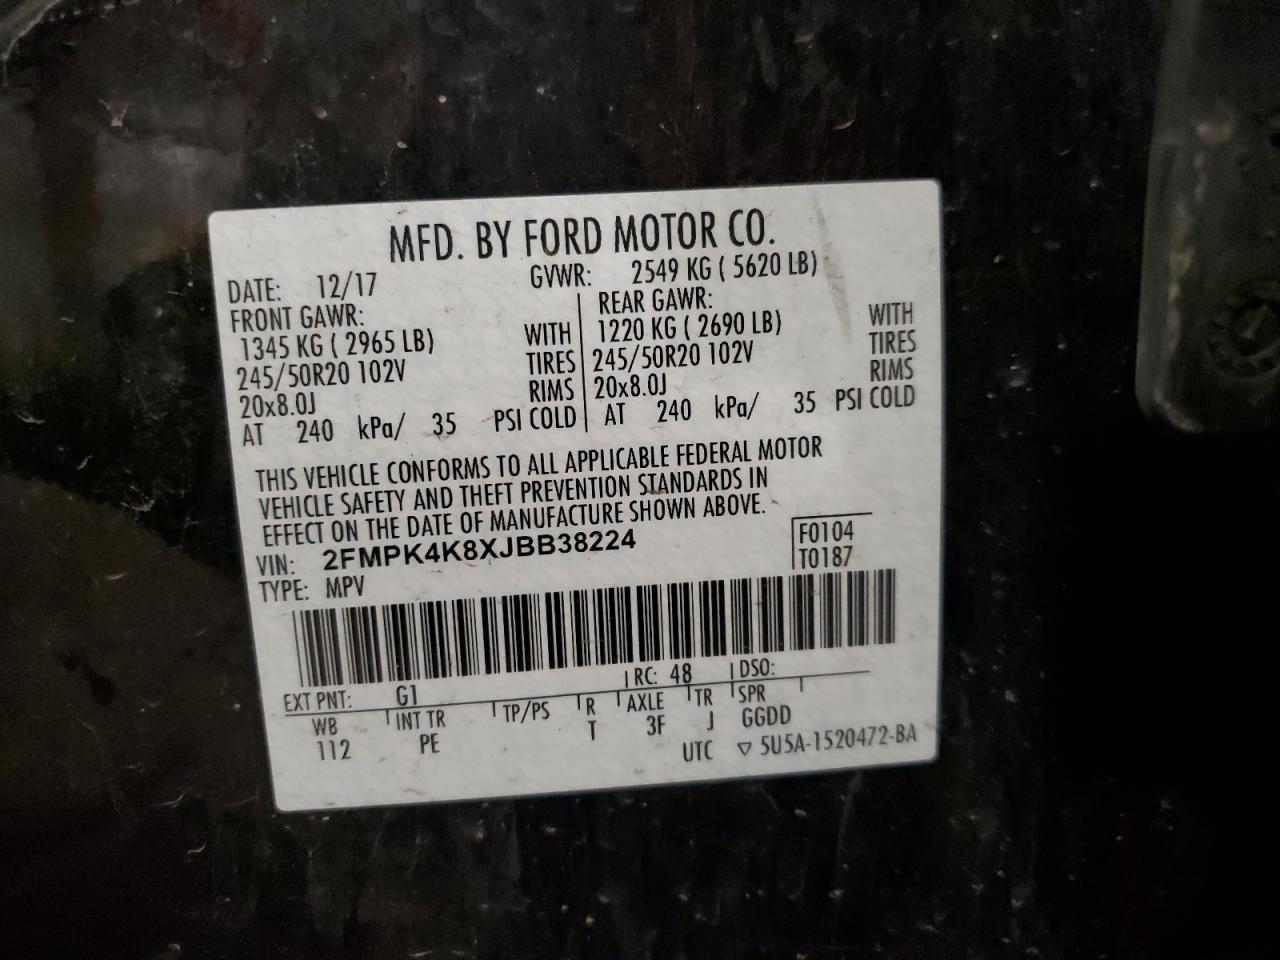 MFD. BY FORD MOTOR CO.
DATE: 12/17 GVWR: 2549 KG ( 5620 LB)
FRONT GAWR: REAR GAWR:
1345 KG ( 2965 LB) WITH 1220 KG ( 2690 LB) WITH
245/50R20 102V TIRES 245/50R20 102V TIRES
20x8.0J RIMS 20x8.0J RIMS
AT 240 kPa/ 35 PSI COLD AT 240 kPa/ 35 PSI COLD
THIS VEHICLE CONFORMS TO ALL APPLICABLE FEDERAL MOTOR
VEHICLE SAFETY AND THEFT PREVENTION STANDARDS IN
EFFECT ON THE DATE OF MANUFACTURE SHOWN ABOVE.
VIN: 2FMPK4K8XJBB38224 F0104
TYPE: MPV T0187
EXT PNT: G1 RC: 48 DSO:
WB INT TR TP/PS R AXLE TR SPR
112 PE T 3F J GGDD
UTC ▽ 5U5A-1520472-BA